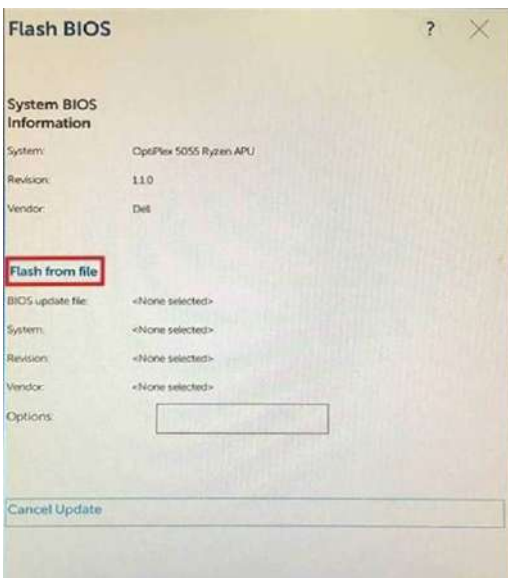 Flash BIOS
?
System BIOS
Information
System: OptiPlex 5055 Ryzen APU
Revision: 1.1.0
Vendor: Dell
Flash from file
BIOS update file: <None selected>
System: <None selected>
Revision: <None selected>
Vendor: <None selected>
Options:
Cancel Update